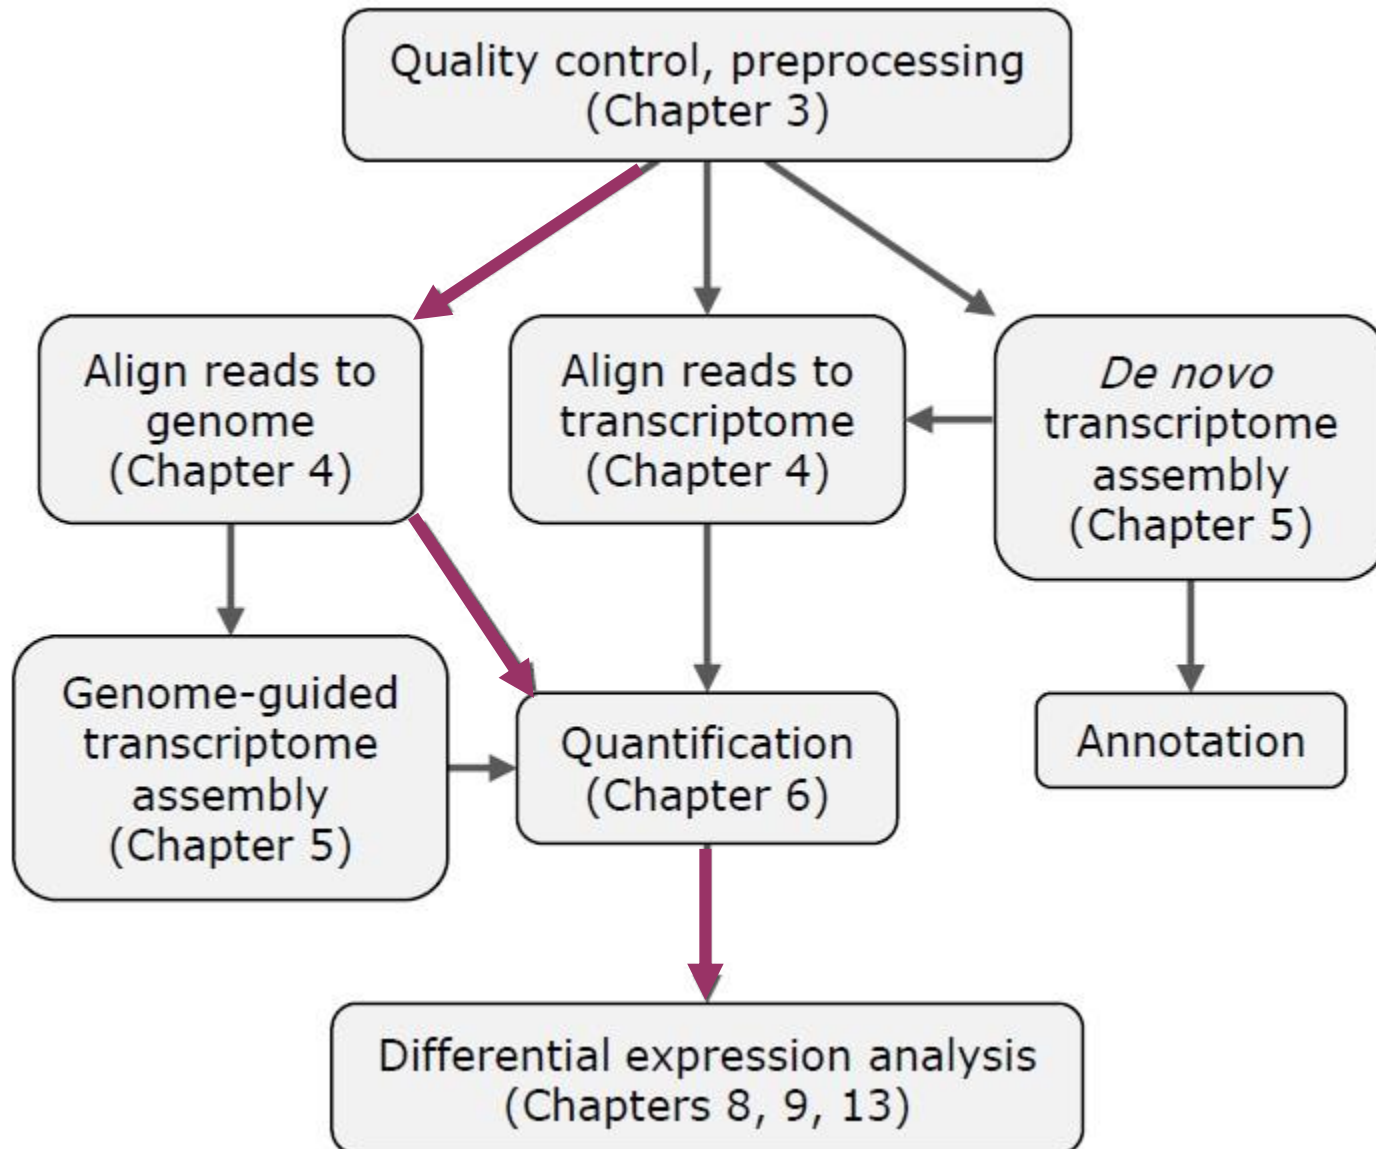 Quality control, preprocessing
(Chapter 3)
Align reads to
genome
(Chapter 4)
Align reads to
transcriptome
(Chapter 4)
De novo
transcriptome
assembly
(Chapter 5)
Genome-guided
transcriptome
assembly
(Chapter 5)
Quantification
(Chapter 6)
Annotation
Differential expression analysis
(Chapters 8, 9, 13)